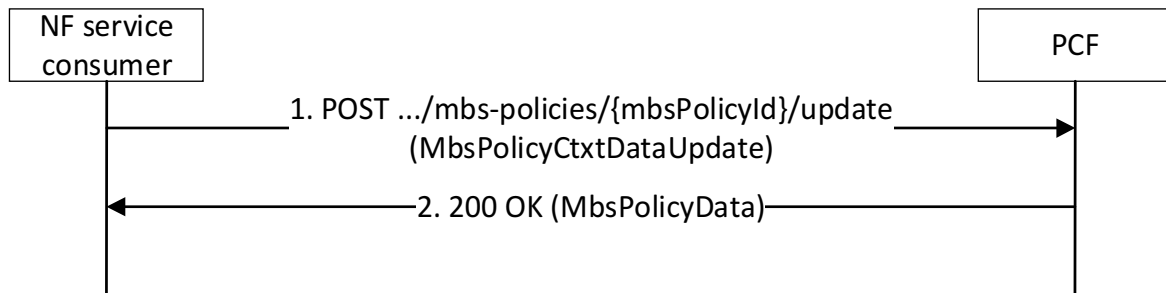 NF service
consumer
PCF
1. POST .../mbs-policies/{mbsPolicyId}/update
(MbsPolicyCtxtDataUpdate)
2. 200 OK (MbsPolicyData)